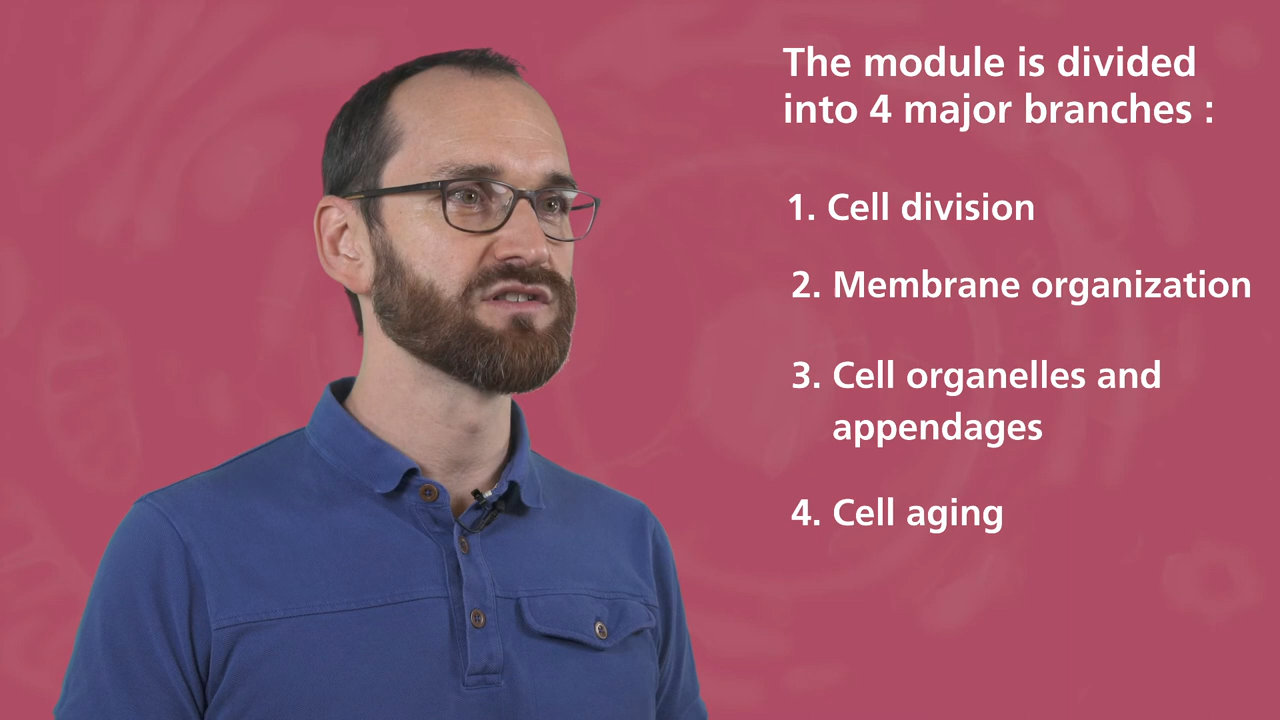 The module is divided
into 4 major branches :
1. Cell division
2. Membrane organization
3. Cell organelles and
appendages
4. Cell aging